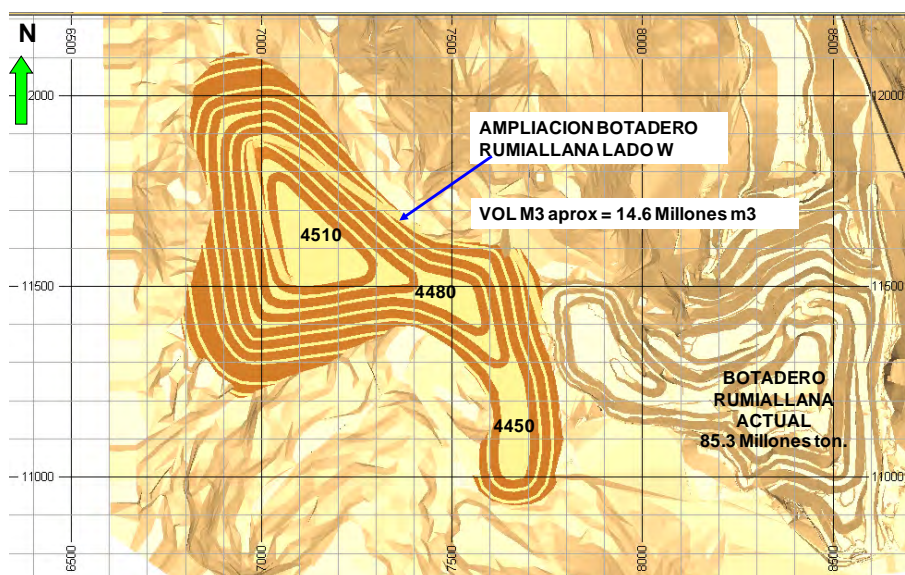 N
6500
7000
7500
8000
8500
12000
12000
AMPLIACION BOTADERO
RUMIALLANA LADO W
VOL M3 aprox = 14.6 Millones m3
4510
11500
11500
4480
BOTADERO
RUMIALLANA
ACTUAL
85.3 Millones ton.
4450
11000
11000
6500
7000
7500
8000
8500